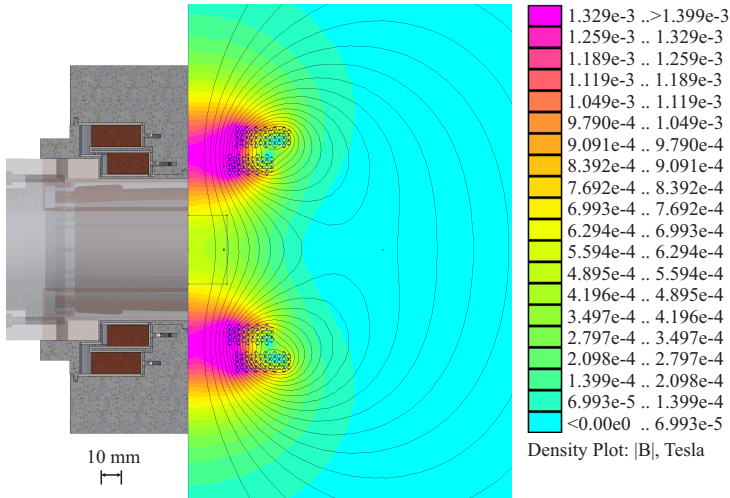 1.329e-3 ..>1.399e-3
1.259e-3 .. 1.329e-3
1.189e-3 .. 1.259e-3
1.119e-3 .. 1.189e-3
1.049e-3 .. 1.119e-3
9.790e-4 .. 1.049e-3
9.091e-4 .. 9.790e-4
8.392e-4 .. 9.091e-4
7.692e-4 .. 8.392e-4
6.993e-4 .. 7.692e-4
6.294e-4 .. 6.993e-4
5.594e-4 .. 6.294e-4
4.895e-4 .. 5.594e-4
4.196e-4 .. 4.895e-4
3.497e-4 .. 4.196e-4
2.797e-4 .. 3.497e-4
2.098e-4 .. 2.797e-4
1.399e-4 .. 2.098e-4
6.993e-5 .. 1.399e-4
<0.00e0 .. 6.993e-5
Density Plot: |B|, Tesla
10 mm